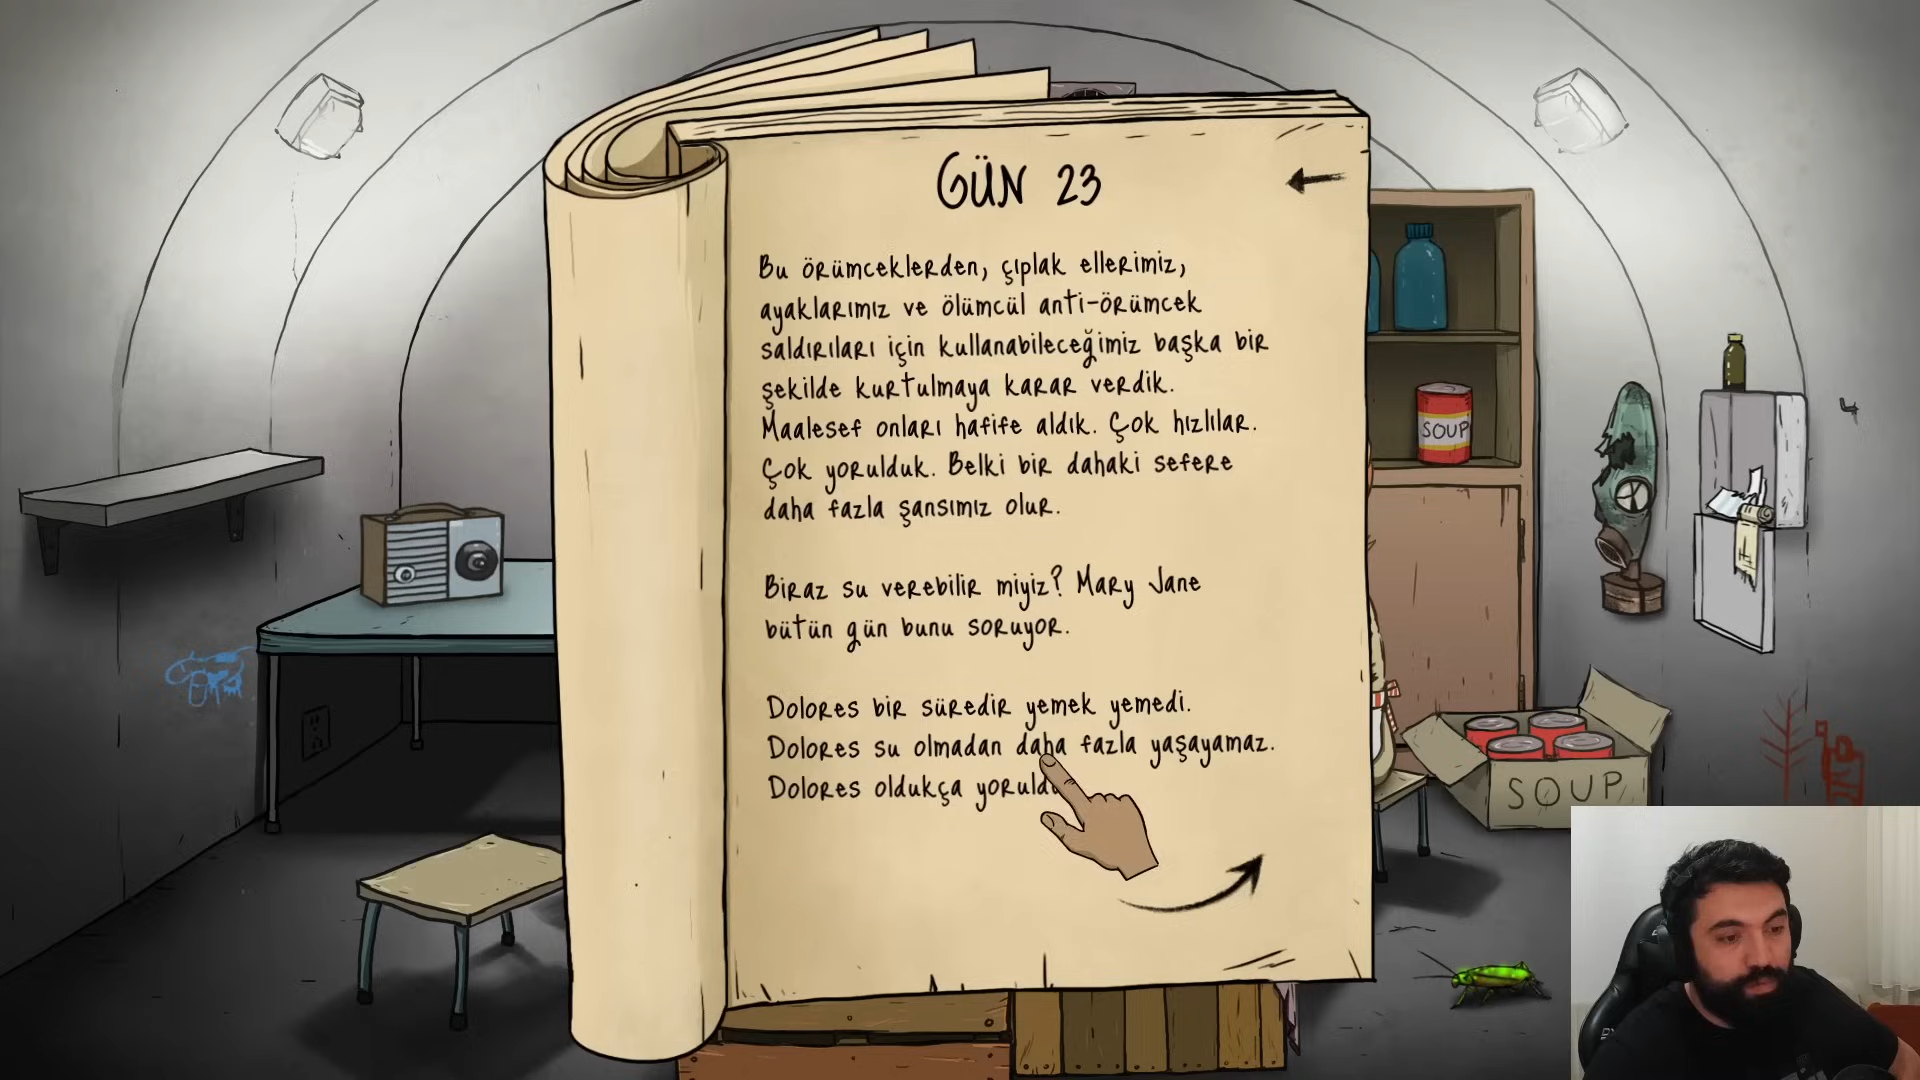 GÜN 23
Bu örümceklerden, çıplak ellerimiz,
ayaklarımız ve ölümcül anti-örümcek
saldırıları için kullanabileceğimiz başka bir
şekilde kurtulmaya karar verdik.
Maalesef onları hafife aldık. Çok hızlılar.
Çok yorulduk. Belki bir dahaki sefere
daha fazla şansımız olur.
Biraz su verebilir miyiz? Mary Jane
bütün gün bunu soruyor.
Dolores bir süredir yemek yemedi.
Dolores su olmadan daha fazla yaşayamaz.
Dolores oldukça
SOUP
SOUP